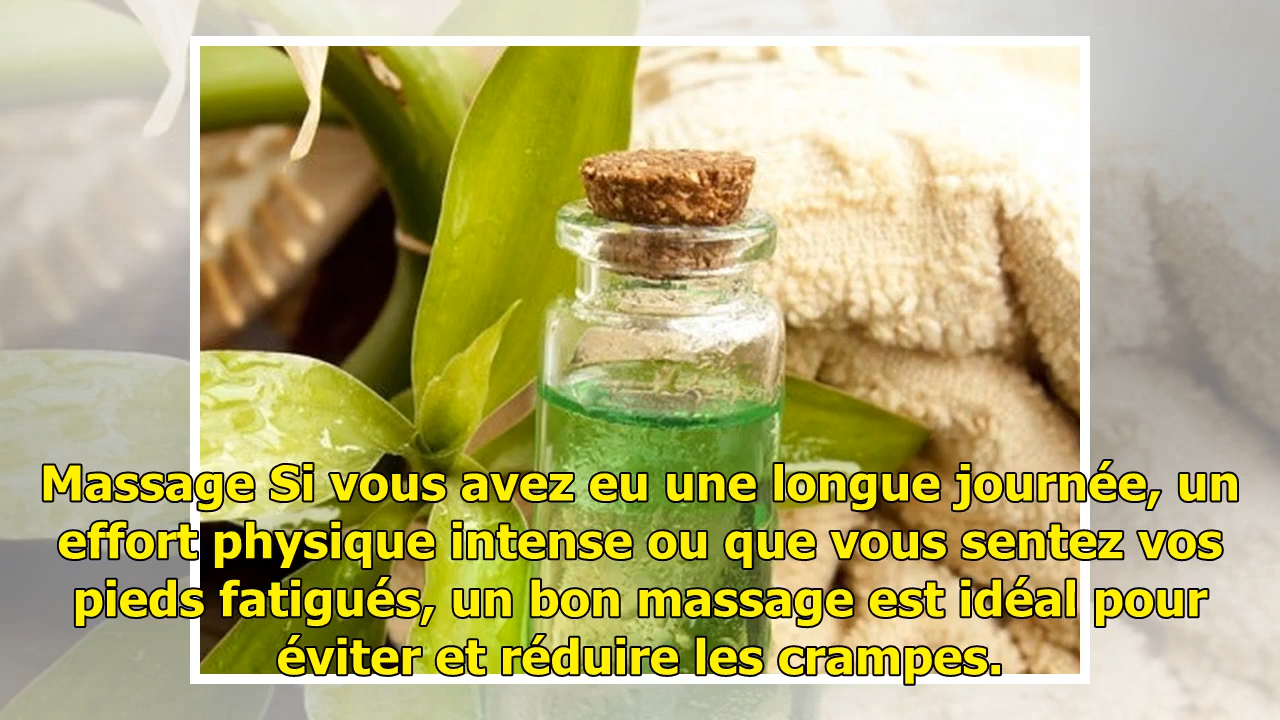 Massage Si vous avez eu une longue journée, un
effort physique intense ou que vous sentez vos
pieds fatigués, un bon massage est idéal pour
éviter et réduire les crampes.